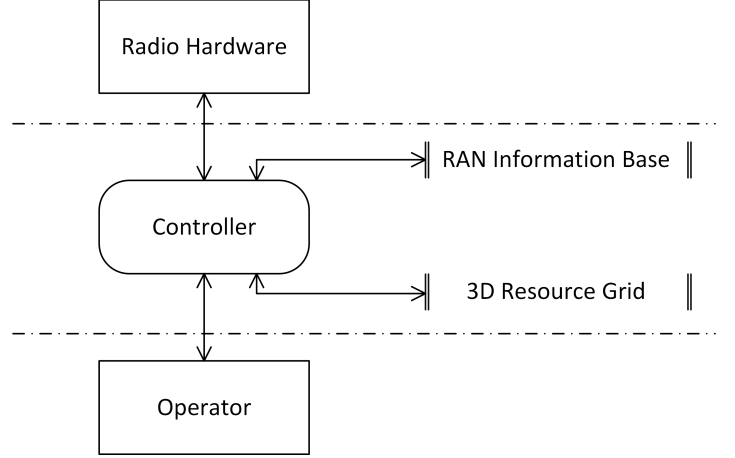 Radio Hardware
RAN Information Base
Controller
3D Resource Grid
Operator